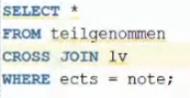 SELECT *
FROM teilgenommen
CROSS JOIN lv
WHERE ects = note;